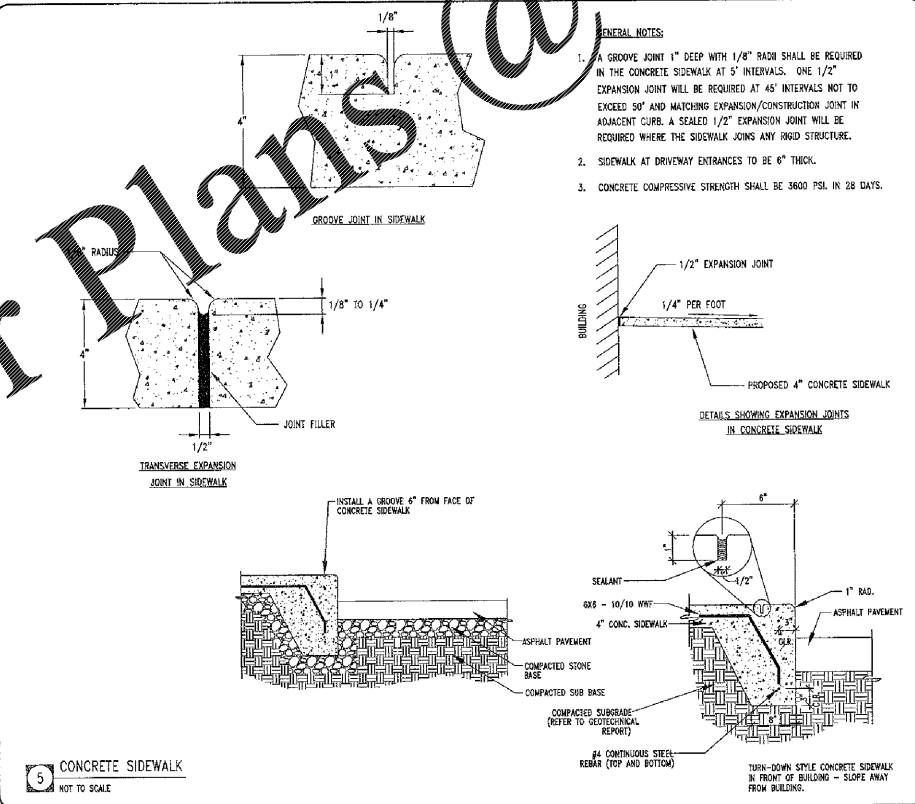 r Plans @
GENERAL NOTES:
1. A GROOVE JOINT 1" DEEP WITH 1/8" RADII SHALL BE REQUIRED
IN THE CONCRETE SIDEWALK AT 5' INTERVALS. ONE 1/2"
EXPANSION JOINT WILL BE REQUIRED AT 45' INTERVALS NOT TO
EXCEED 50' AND MATCHING EXPANSION/CONSTRUCTION JOINT IN
ADJACENT CURB. A SEALED 1/2" EXPANSION JOINT WILL BE
REQUIRED WHERE THE SIDEWALK JOINS ANY RIGID STRUCTURE.
2. SIDEWALK AT DRIVEWAY ENTRANCES TO BE 6" THICK.
3. CONCRETE COMPRESSIVE STRENGTH SHALL BE 3600 PSI. IN 28 DAYS.
1/8"
1"
4"
GROOVE JOINT IN SIDEWALK
RADIUS
1/8" TO 1/4"
4"
JOINT FILLER
1/2"
TRANSVERSE EXPANSION
JOINT IN SIDEWALK
BUILDING
1/2" EXPANSION JOINT
1/4" PER FOOT
PROPOSED 4" CONCRETE SIDEWALK
DETAILS SHOWING EXPANSION JOINTS
IN CONCRETE SIDEWALK
INSTALL A GROOVE 6" FROM FACE OF
CONCRETE SIDEWALK
ASPHALT PAVEMENT
COMPACTED STONE
BASE
COMPACTED SUB BASE
6"
1"
SEALANT
1/2"
6X6 - 10/10 WWF
4" CONC. SIDEWALK
1" RAD.
ASPHALT PAVEMENT
3"
CLR.
3"
CLR.
8"
COMPACTED SUBGRADE
(REFER TO GEOTECHNICAL
REPORT)
#4 CONTINUOUS STEEL
REBAR (TOP AND BOTTOM)
TURN-DOWN STYLE CONCRETE SIDEWALK
IN FRONT OF BUILDING - SLOPE AWAY
FROM BUILDING.
5
CONCRETE SIDEWALK
NOT TO SCALE